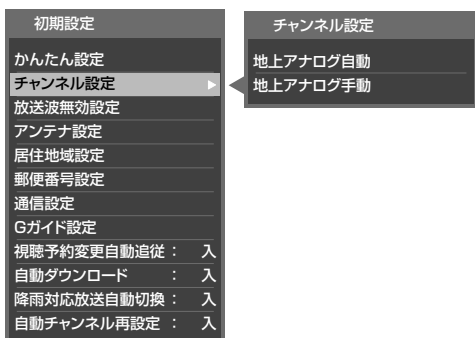 初期設定
かんたん設定
チャンネル設定
放送波無効設定
アンテナ設定
居住地域設定
郵便番号設定
通信設定
Gガイド設定
視聴予約変更自動追従： 入
自動ダウンロード ： 入
降雨対応放送自動切換： 入
自動チャンネル再設定 ： 入
チャンネル設定
地上アナログ自動
地上アナログ手動